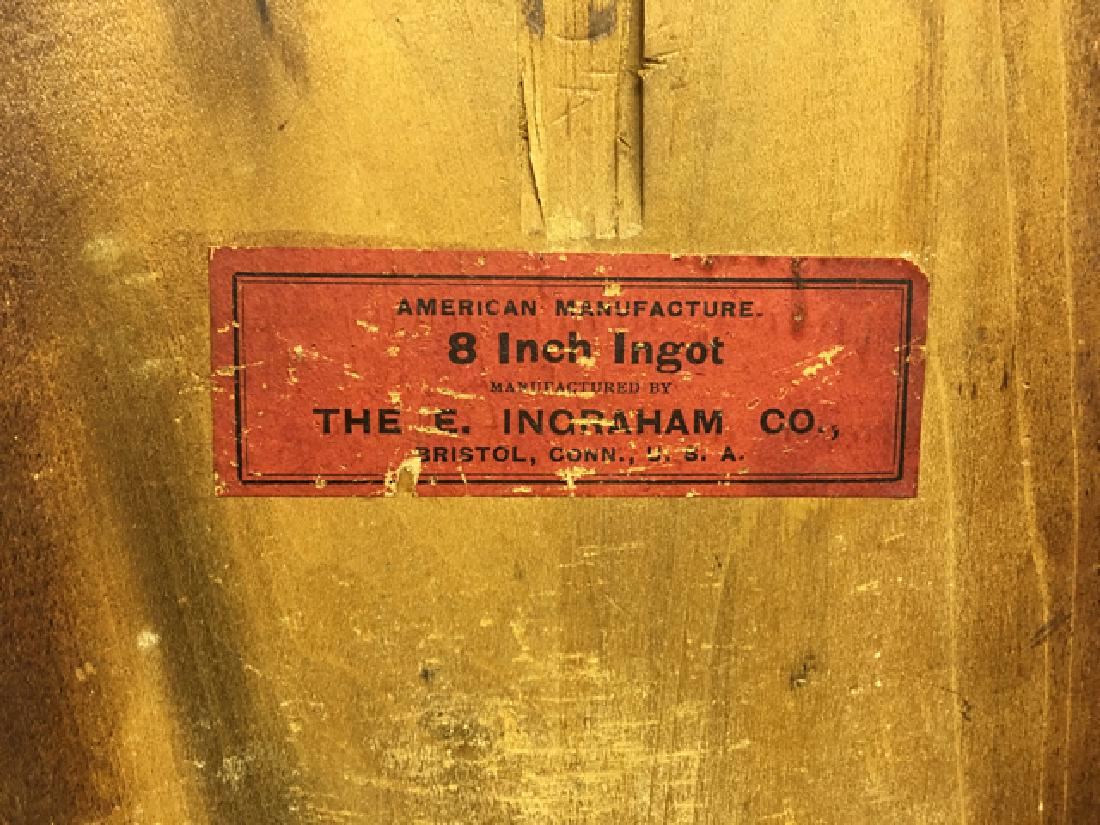 AMERICAN MANUFACTURE.
8 Inch Ingot
MANUFACTURED BY
THE E. INGRAHAM CO.,
BRISTOL, CONN., U. S. A.